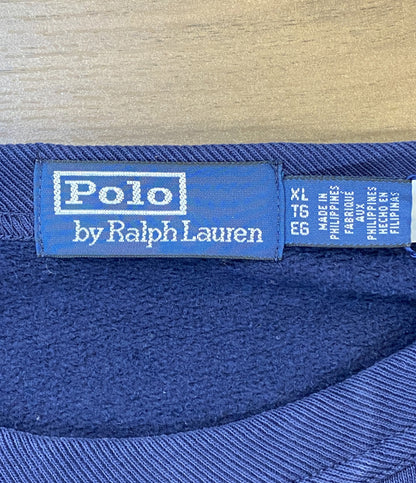 Polo
by Ralph Lauren
XL
TG
EG
MADE IN
PHILIPPINES
FABRIQUÉ
AUX
PHILIPPINES
HECHO EN
FILIPINAS